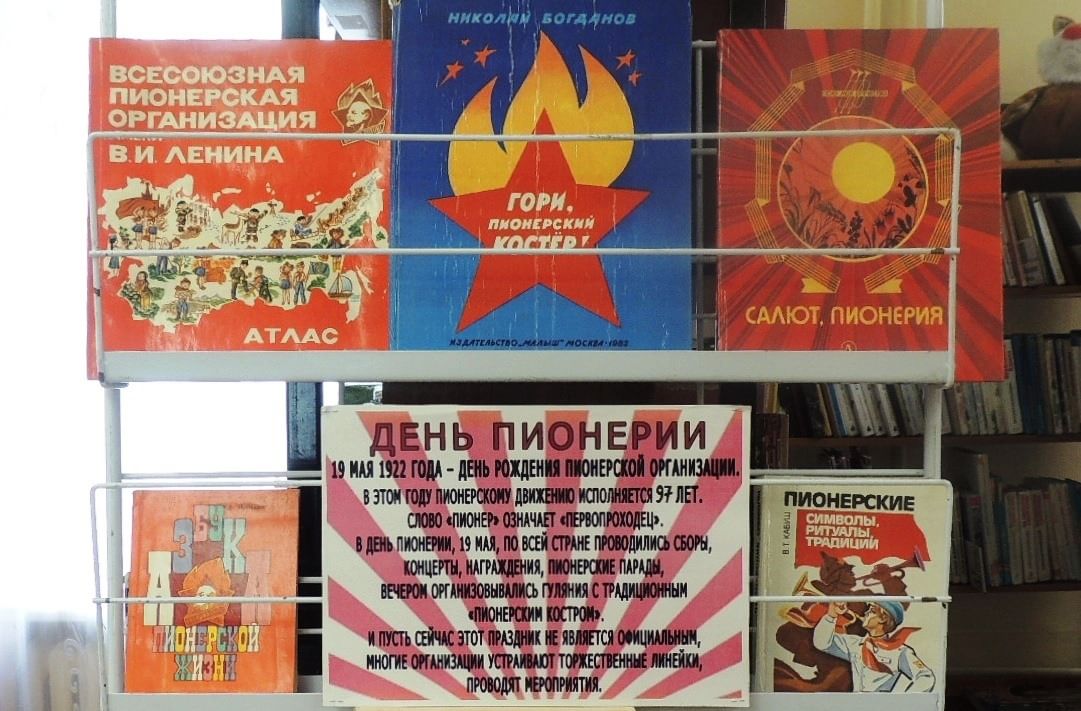 ВСЕСОЮЗНАЯ
ПИОНЕРСКАЯ
ОРГАНИЗАЦИЯ
В.И. ЛЕНИНА
АТЛАС
НИКОЛАЙ БОГДАНОВ
ГОРИ,
ПИОНЕРСКИЙ
КОСТЁР!
ИЗДАТЕЛЬСТВО „МАЛЫШ" МОСКВА · 1982
САЛЮТ, ПИОНЕРИЯ
АЗБУКА
ПИОНЕРСКОЙ
ЖИЗНИ
ДЕНЬ ПИОНЕРИИ
19 МАЯ 1922 ГОДА – ДЕНЬ РОЖДЕНИЯ ПИОНЕРСКОЙ ОРГАНИЗАЦИИ.
В ЭТОМ ГОДУ ПИОНЕРСКОМУ ДВИЖЕНИЮ ИСПОЛНЯЕТСЯ 97 ЛЕТ.
СЛОВО «ПИОНЕР» ОЗНАЧАЕТ «ПЕРВОПРОХОДЕЦ».
В ДЕНЬ ПИОНЕРИИ, 19 МАЯ, ПО ВСЕЙ СТРАНЕ ПРОВОДИЛИСЬ СБОРЫ,
КОНЦЕРТЫ, НАГРАЖДЕНИЯ, ПИОНЕРСКИЕ ПАРАДЫ,
ВЕЧЕРОМ ОРГАНИЗОВЫВАЛИСЬ ГУЛЯНИЯ С ТРАДИЦИОННЫМ
«ПИОНЕРСКИМ КОСТРОМ».
И ПУСТЬ СЕЙЧАС ЭТОТ ПРАЗДНИК НЕ ЯВЛЯЕТСЯ ОФИЦИАЛЬНЫМ,
МНОГИЕ ОРГАНИЗАЦИИ УСТРАИВАЮТ ТОРЖЕСТВЕННЫЕ ЛИНЕЙКИ,
ПРОВОДЯТ МЕРОПРИЯТИЯ.
В.Т. КАБУШ
ПИОНЕРСКИЕ
СИМВОЛЫ,
РИТУАЛЫ,
ТРАДИЦИИ